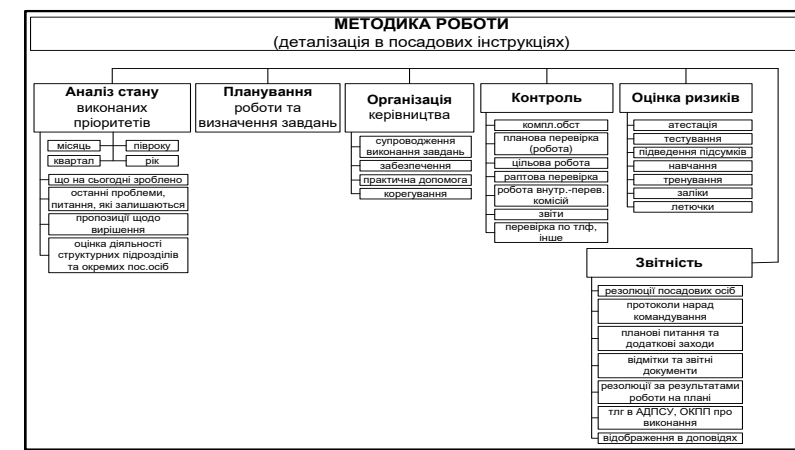 МЕТОДИКА РОБОТИ
(деталізація в посадових інструкціях)
Аналіз стану
виконаних
пріоритетів
місяць
півроку
квартал
рік
що на сьогодні зроблено
останні проблеми,
питання, які залишаються
пропозиції щодо
вирішення
оцінка діяльності
структурних підрозділів
та окремих пос.осіб
Планування
роботи та
визначення завдань
Організація
керівництва
супроводження
виконання завдань
забезпечення
практична допомога
корегування
Контроль
компл.обст
планова перевірка
(робота)
цільова робота
раптова перевірка
робота внутр.-перев.
комісій
звіти
перевірка по тлф,
інше
Оцінка ризиків
атестація
тестування
підведення підсумків
навчання
тренування
заліки
летючки
Звітність
резолюції посадових осіб
протоколи нарад
командування
планові питання та
додаткові заходи
відмітки та звітні
документи
резолюції за результатами
роботи на плані
тлг в АДПСУ, ОКПП про
виконання
відображення в доповідях